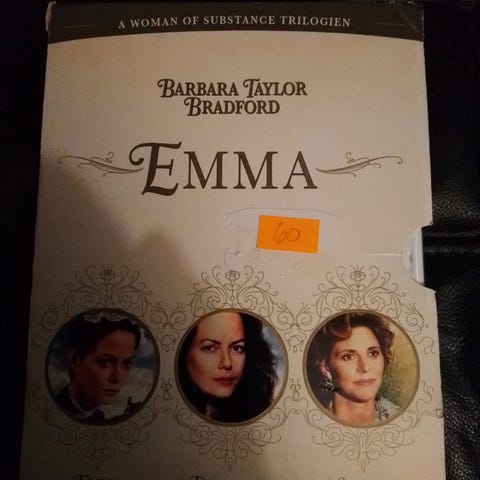 A WOMAN OF SUBSTANCE TRILOGIEN
BARBARA TAYLOR
BRADFORD
EMMA
60